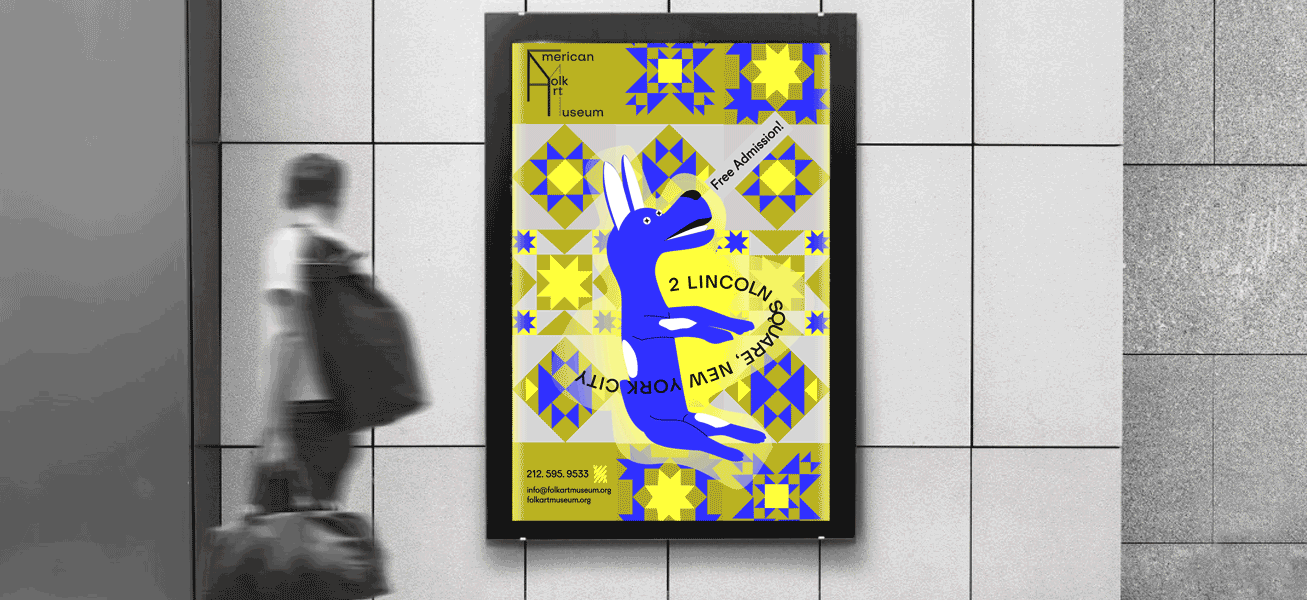 American
Folk
Art
Museum
Free Admission!
2 LINCOLN SQUARE, NEW YORK CITY
212. 595. 9533
info@folkartmuseum.org
folkartmuseum.org